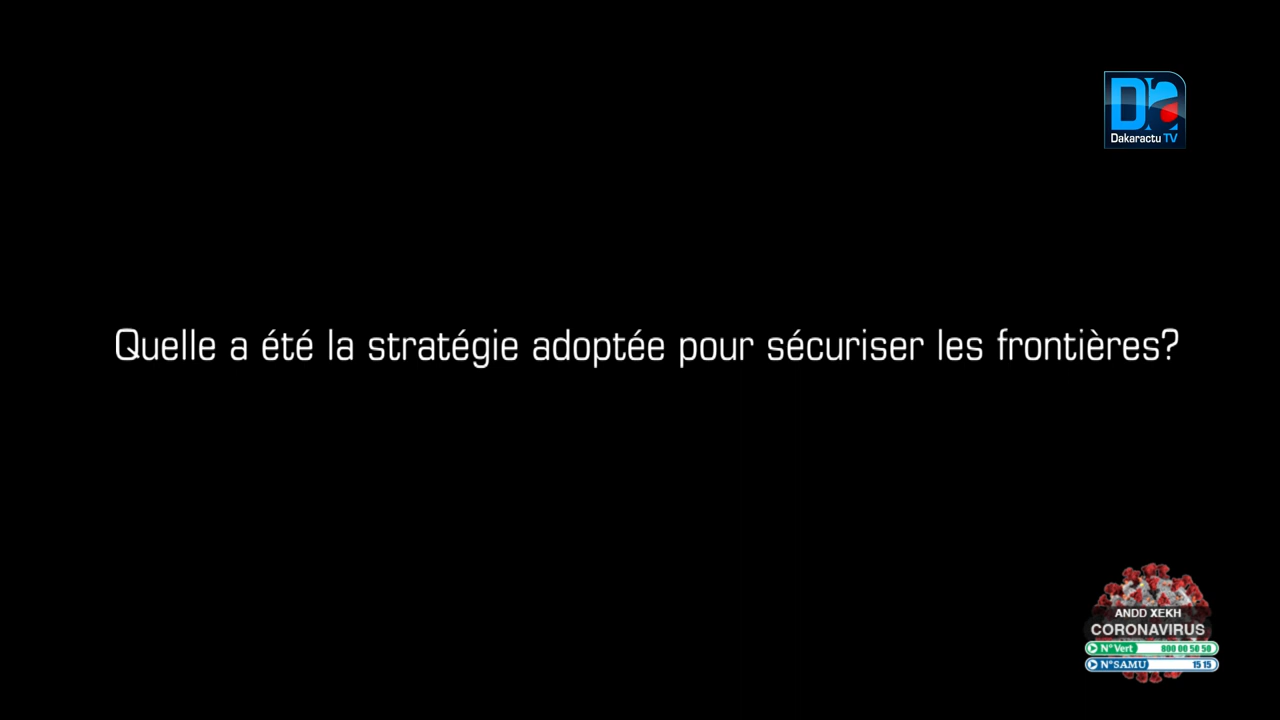 Dakaractu TV
Quelle a été la stratégie adoptée pour sécuriser les frontières?
ANDD XEKH
CORONAVIRUS
N°Vert 800 00 50 50
N°SAMU 15 15